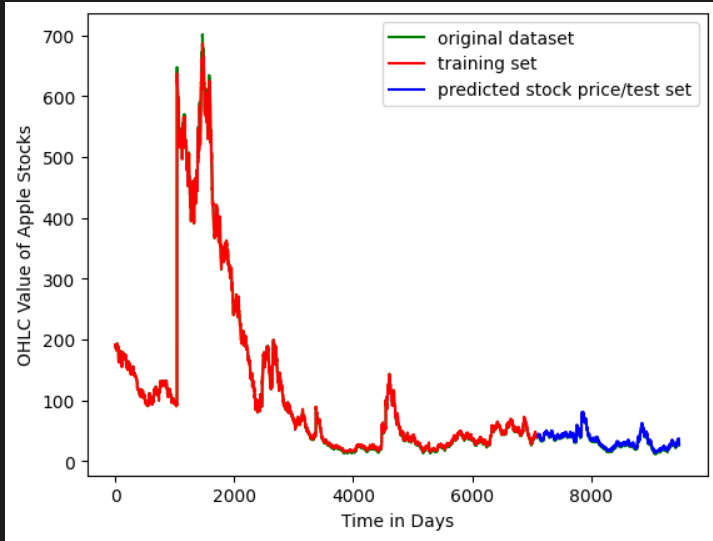 original dataset
training set
predicted stock price/test set
OHLC Value of Apple Stocks
700
600
500
400
300
200
100
0
0 2000 4000 6000 8000
Time in Days